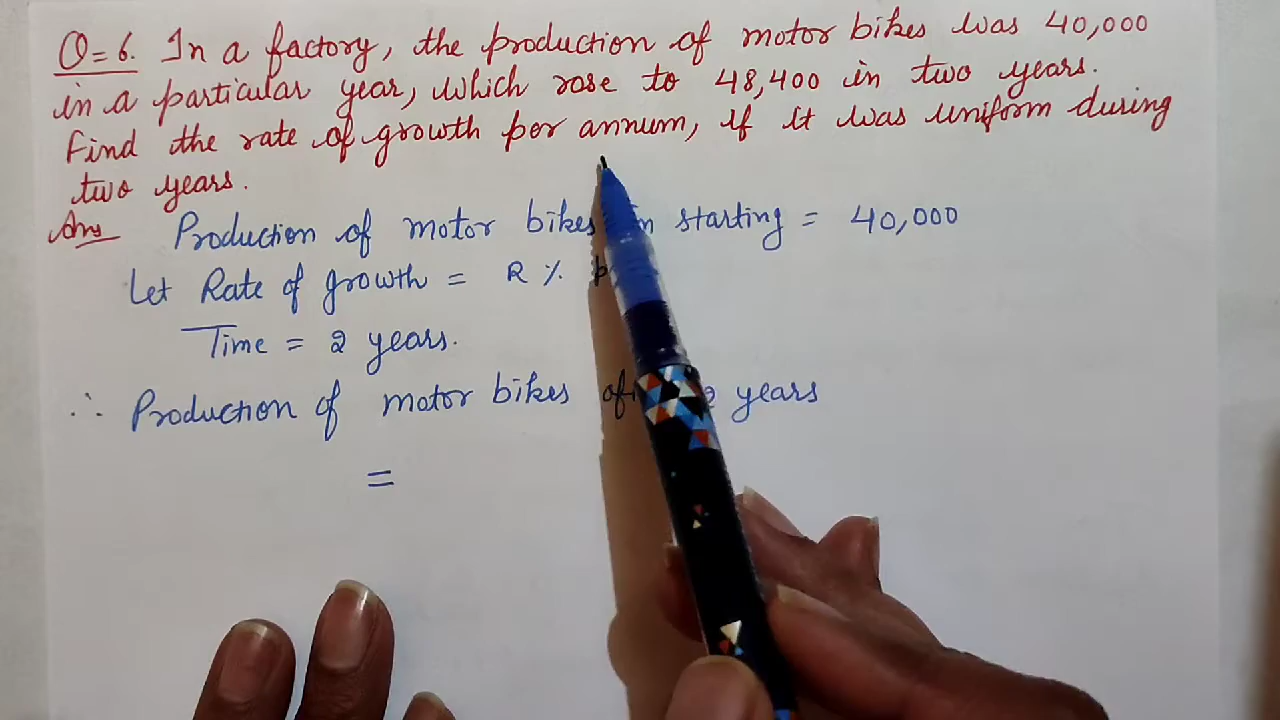 Q=6. In a factory, the production of motor bikes was 40,000
in a particular year, which rose to 48,400 in two years.
Find the rate of growth per annum, if it was uniform during
two years.
Ans Production of motor bikes in starting = 40,000
Let Rate of growth = R %
Time = 2 years.
∴ Production of motor bikes 2 years
=